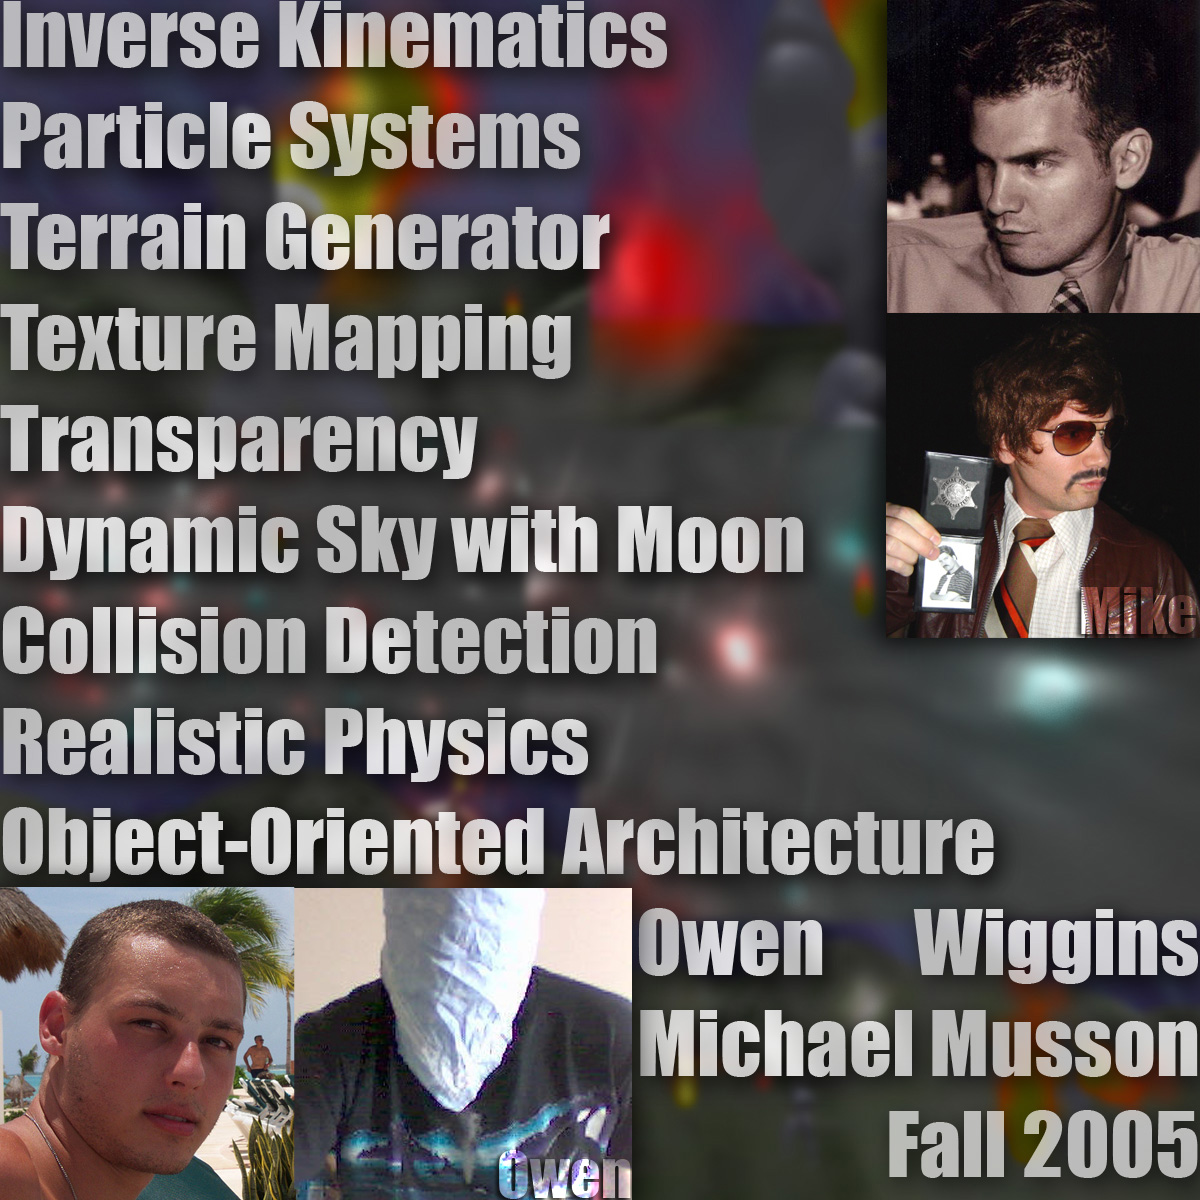 Inverse Kinematics
Particle Systems
Terrain Generator
Texture Mapping
Transparency
Dynamic Sky with Moon
Collision Detection
Realistic Physics
Object-Oriented Architecture
Mike
Owen Wiggins
Michael Musson
Fall 2005
Owen